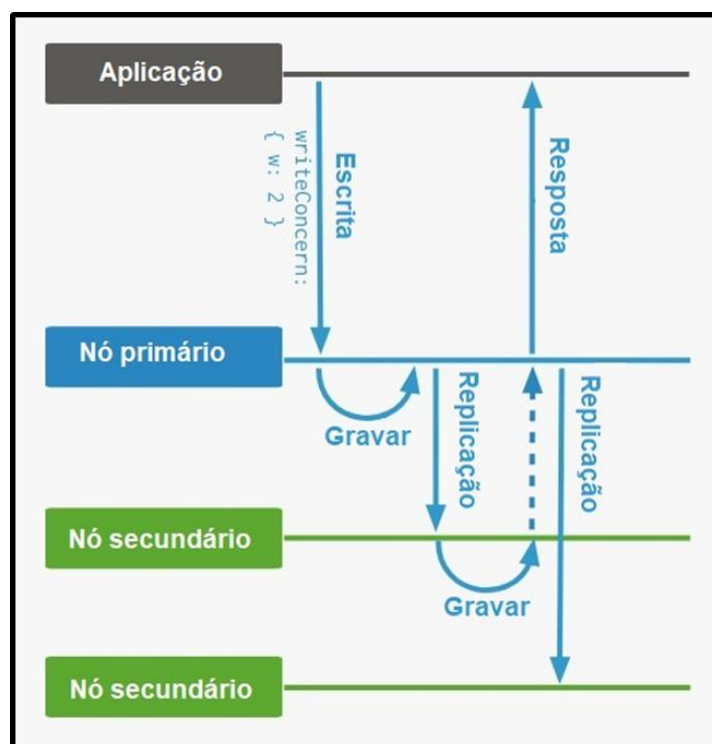 Aplicação
Escrita
writeConcern:
{ w: 2 }
Resposta
Nó primário
Gravar
Replicação
Replicação
Nó secundário
Gravar
Nó secundário